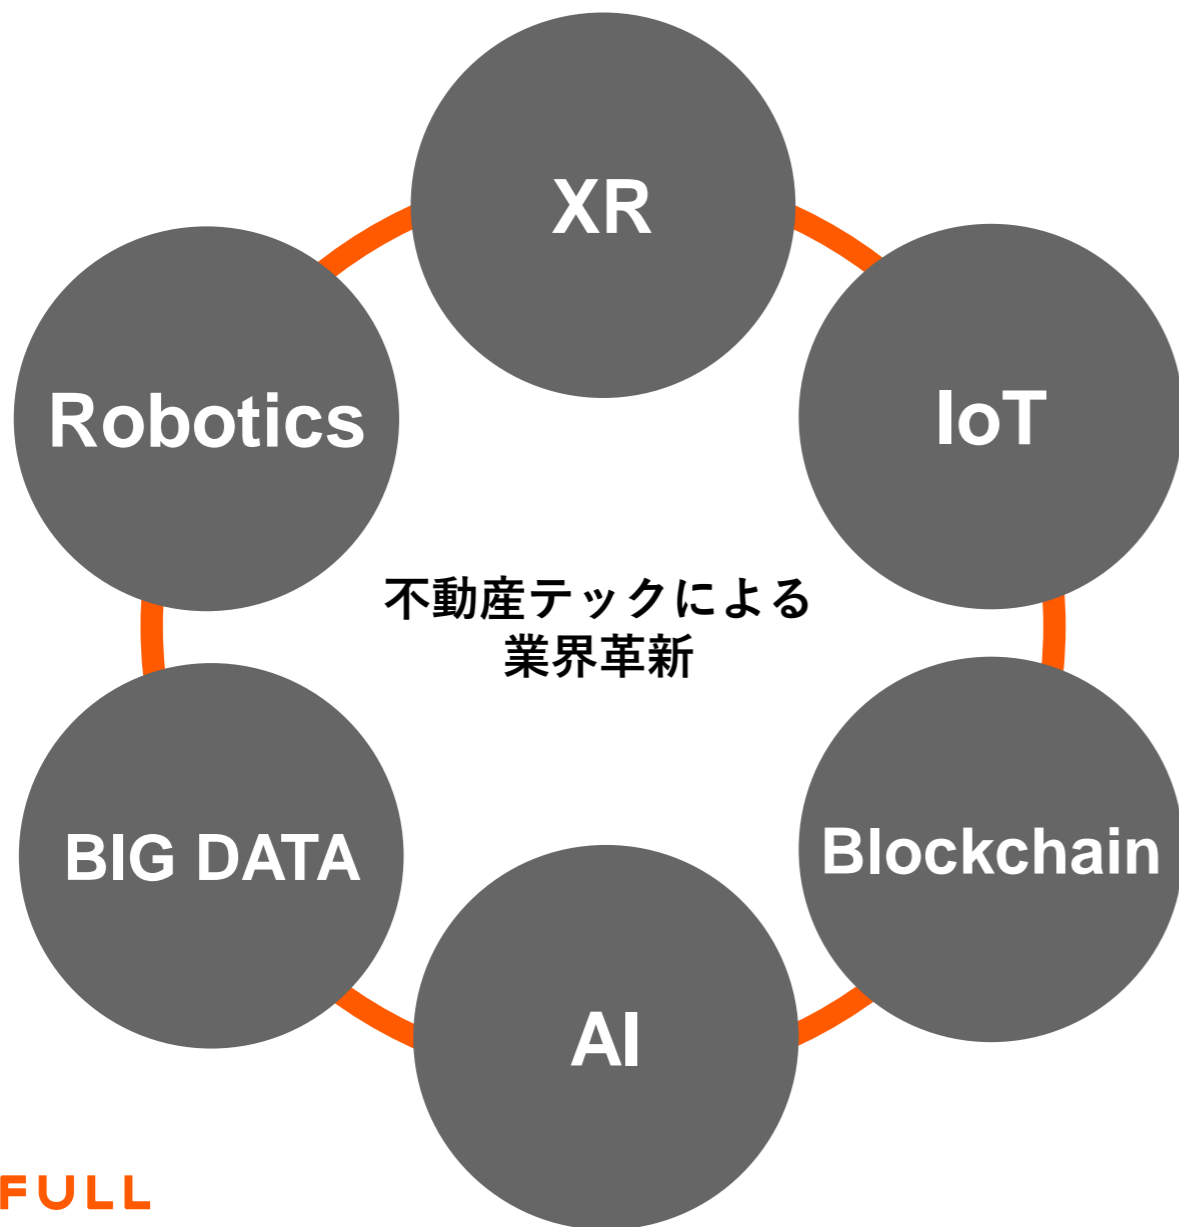 XR
Robotics
IoT
不動産テックによる
業界革新
BIG DATA
Blockchain
AI
FULL